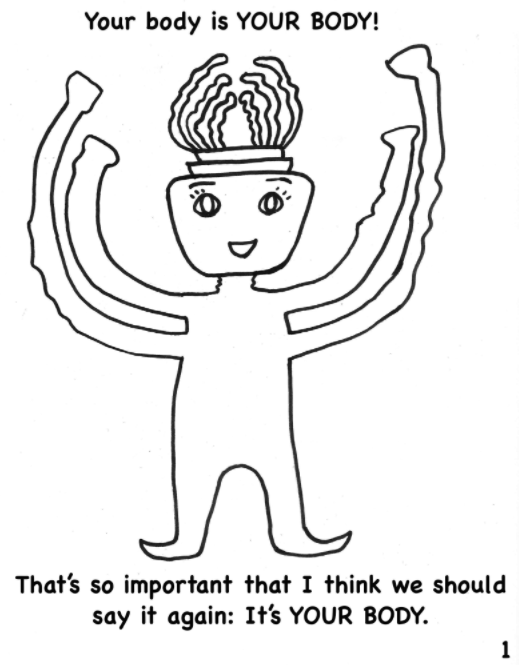 Your body is YOUR BODY!
That's so important that I think we should
say it again: It's YOUR BODY.
1